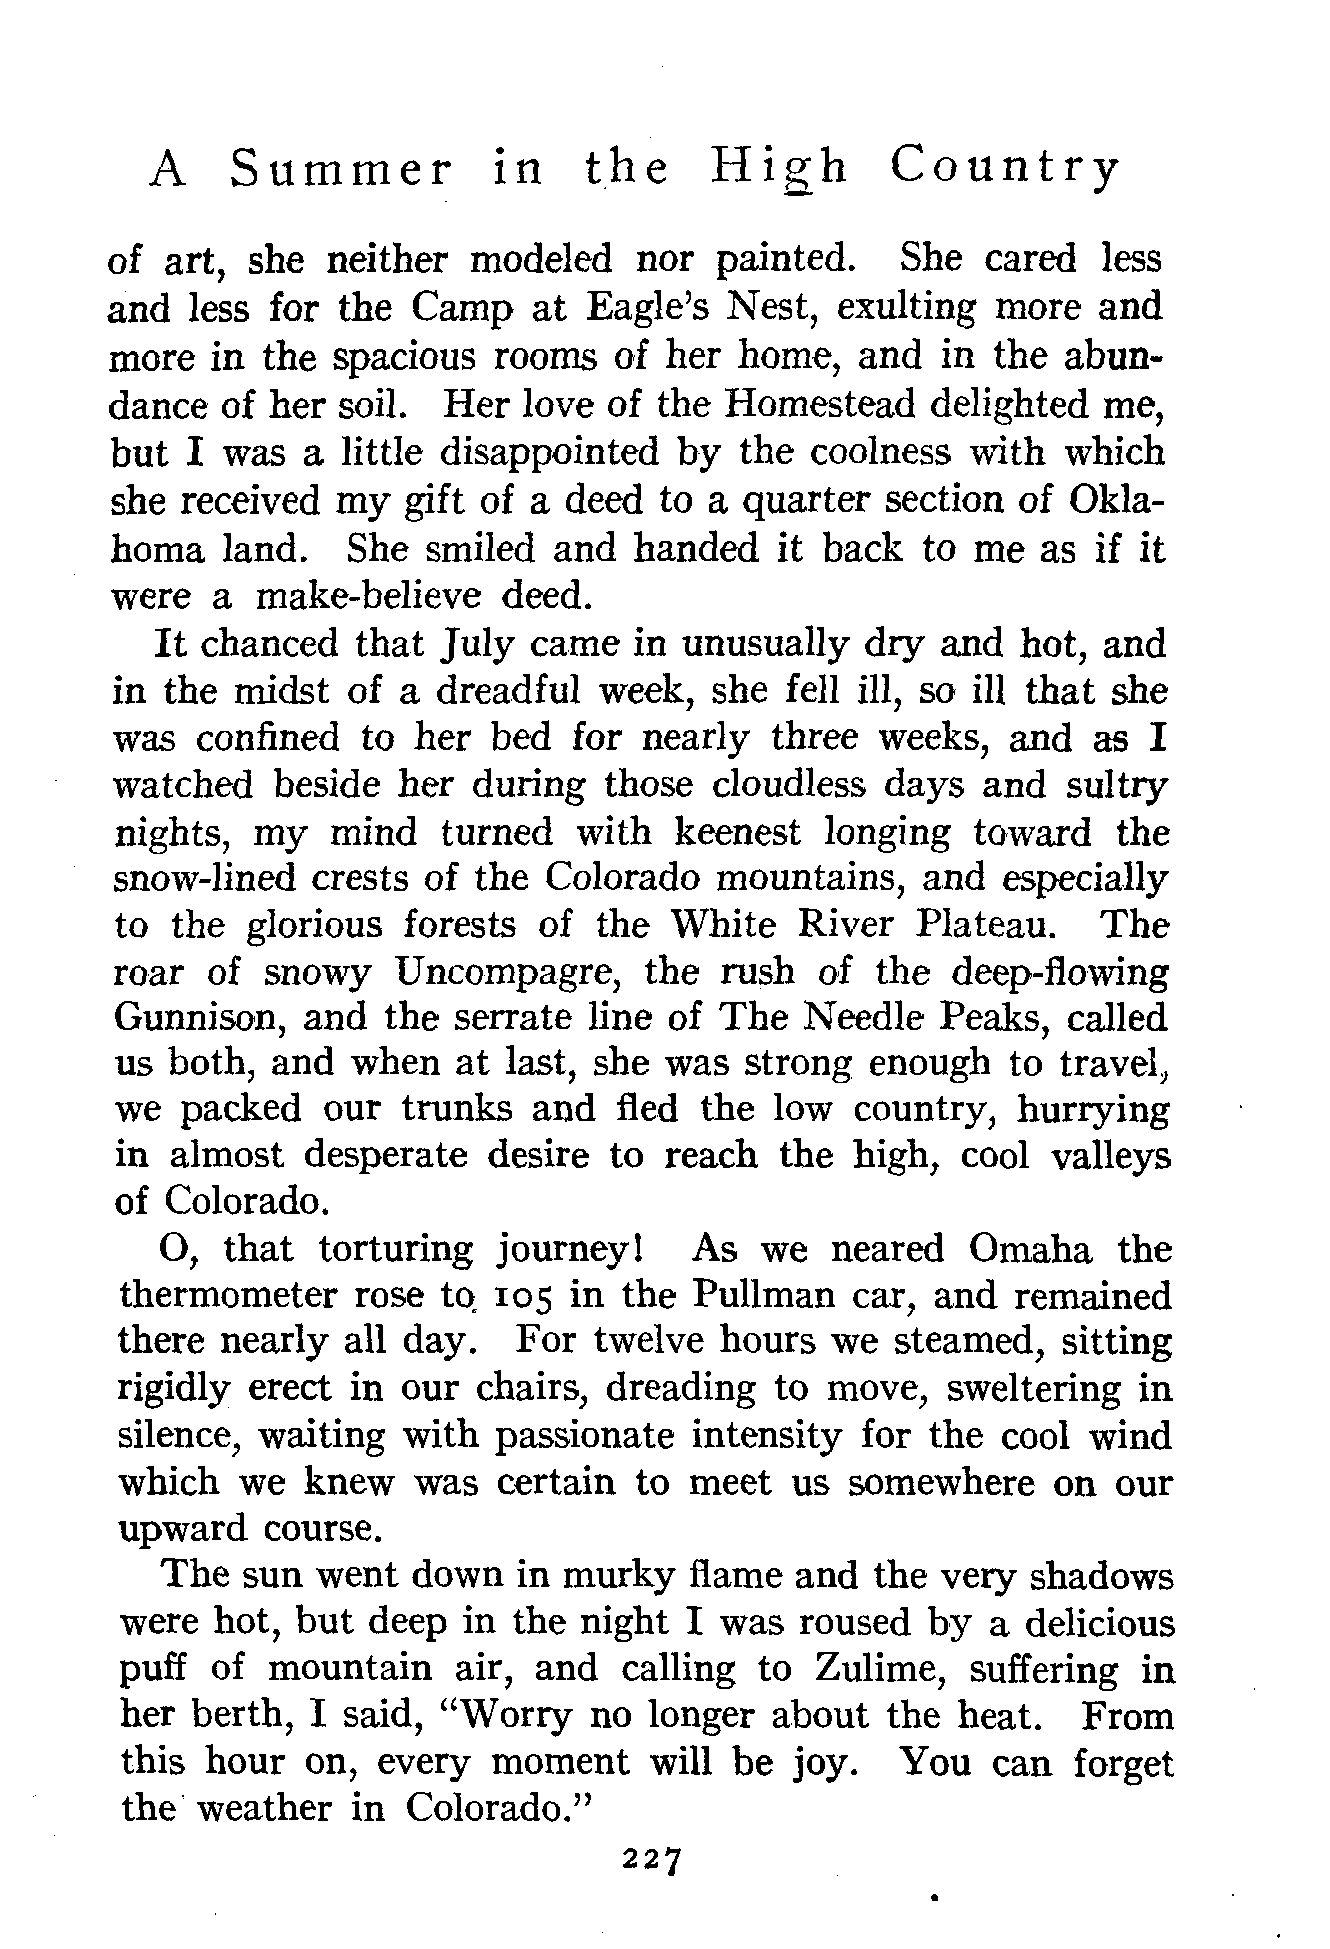 A Summer in the High Country
of art, she neither modeled nor painted. She cared less
and less for the Camp at Eagle's Nest, exulting more and
more in the spacious rooms of her home, and in the abun-
dance of her soil. Her love of the Homestead delighted me,
but I was a little disappointed by the coolness with which
she received my gift of a deed to a quarter section of Okla-
homa land. She smiled and handed it back to me as if it
were a make-believe deed.
It chanced that July came in unusually dry and hot, and
in the midst of a dreadful week, she fell ill, so ill that she
was confined to her bed for nearly three weeks, and as I
watched beside her during those cloudless days and sultry
nights, my mind turned with keenest longing toward the
snow-lined crests of the Colorado mountains, and especially
to the glorious forests of the White River Plateau. The
roar of snowy Uncompagre, the rush of the deep-flowing
Gunnison, and the serrate line of The Needle Peaks, called
us both, and when at last, she was strong enough to travel,
we packed our trunks and fled the low country, hurrying
in almost desperate desire to reach the high, cool valleys
of Colorado.
O, that torturing journey! As we neared Omaha the
thermometer rose to 105 in the Pullman car, and remained
there nearly all day. For twelve hours we steamed, sitting
rigidly erect in our chairs, dreading to move, sweltering in
silence, waiting with passionate intensity for the cool wind
which we knew was certain to meet us somewhere on our
upward course.
The sun went down in murky flame and the very shadows
were hot, but deep in the night I was roused by a delicious
puff of mountain air, and calling to Zulime, suffering in
her berth, I said, "Worry no longer about the heat. From
this hour on, every moment will be joy. You can forget
the weather in Colorado."
227